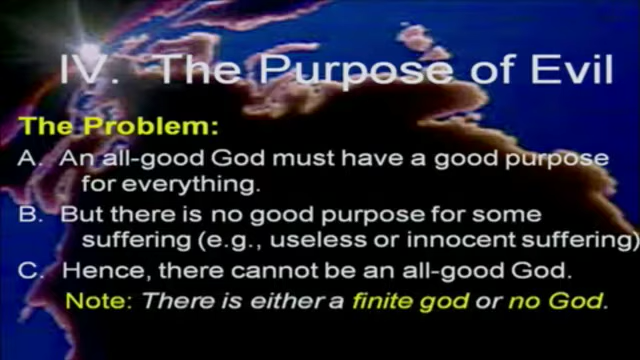 IV. The Purpose of Evil
The Problem:
A. An all-good God must have a good purpose
for everything.
B. But there is no good purpose for some
suffering (e.g., useless or innocent suffering)
C. Hence, there cannot be an all-good God.
Note: There is either a finite god or no God.